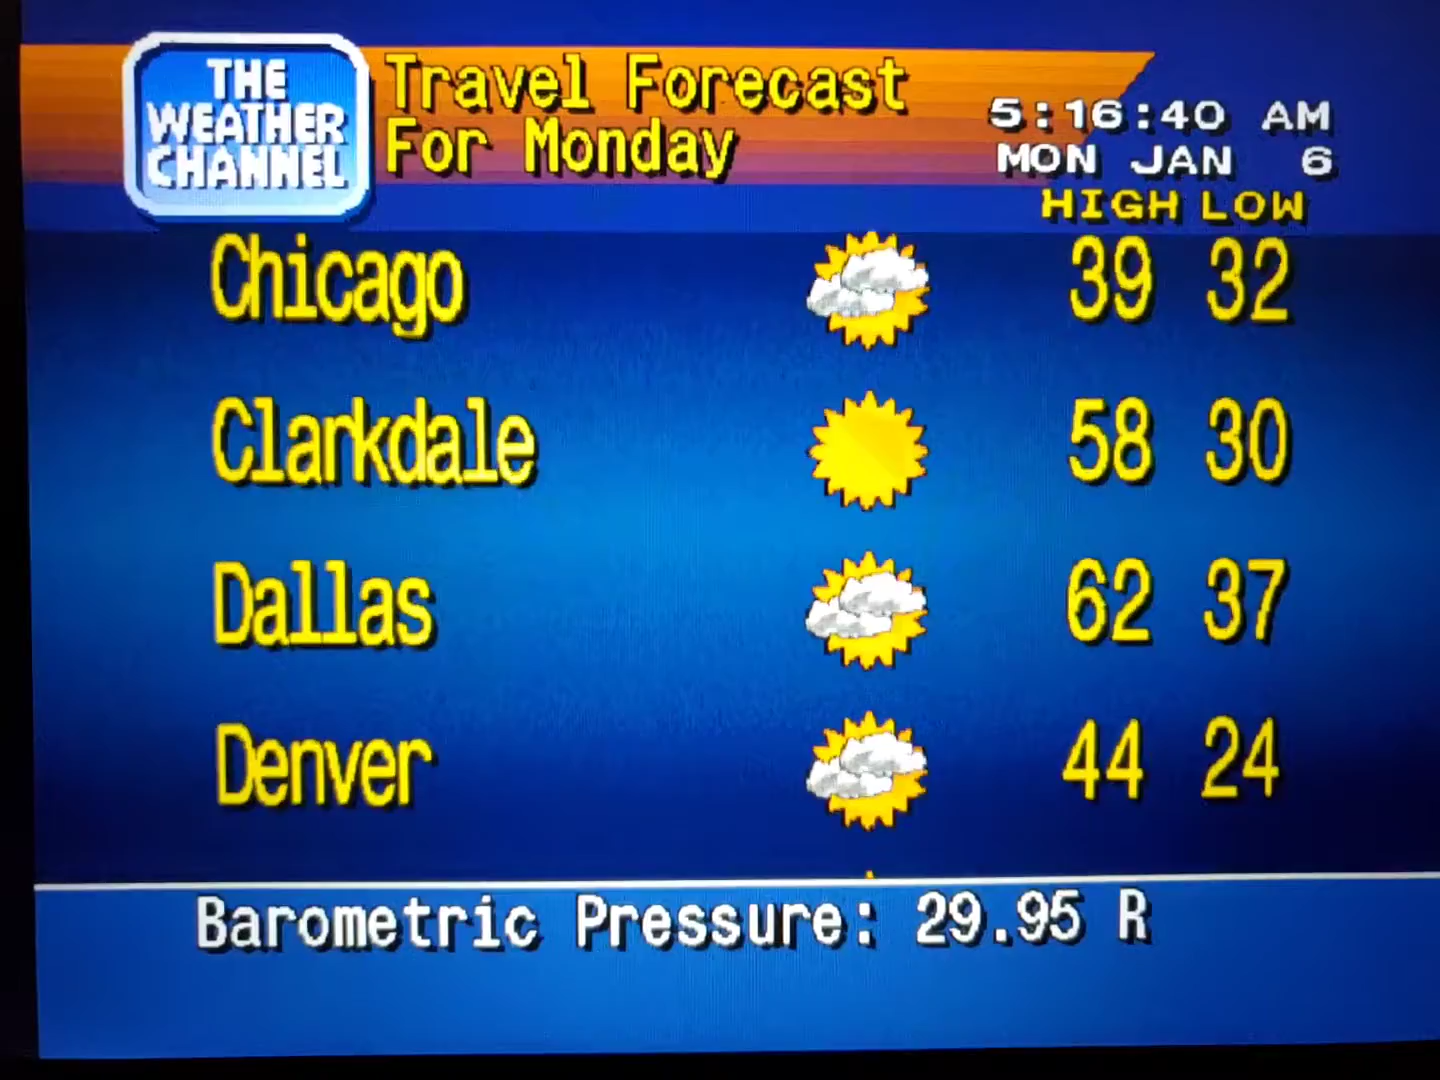 THE
WEATHER
CHANNEL
Travel Forecast
For Monday
5:16:40 AM
MON JAN 6
HIGH LOW
Chicago 39 32
Clarkdale 58 30
Dallas 62 37
Denver 44 24
Barometric Pressure: 29.95 R